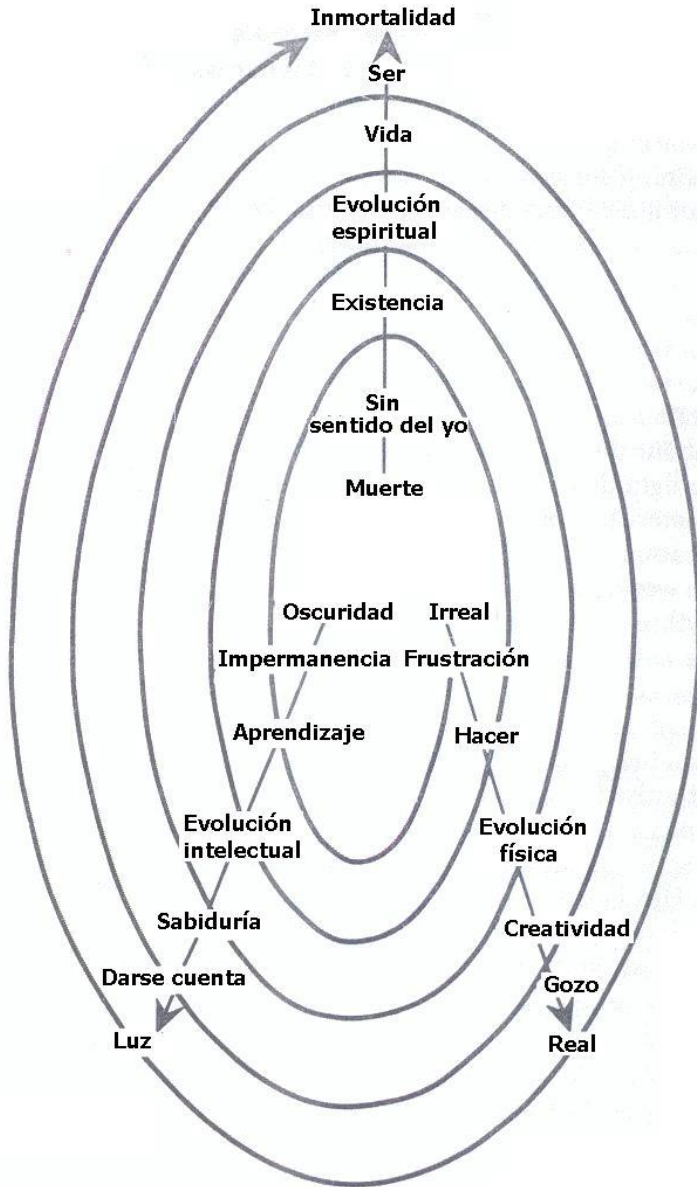 Inmortalidad
Ser
Vida
Evolución
espiritual
Existencia
Sin
sentido del yo
Muerte
Oscuridad Irreal
Impermanencia Frustración
Aprendizaje Hacer
Evolución
intelectual
Evolución
física
Sabiduría Creatividad
Darse cuenta Gozo
Luz Real